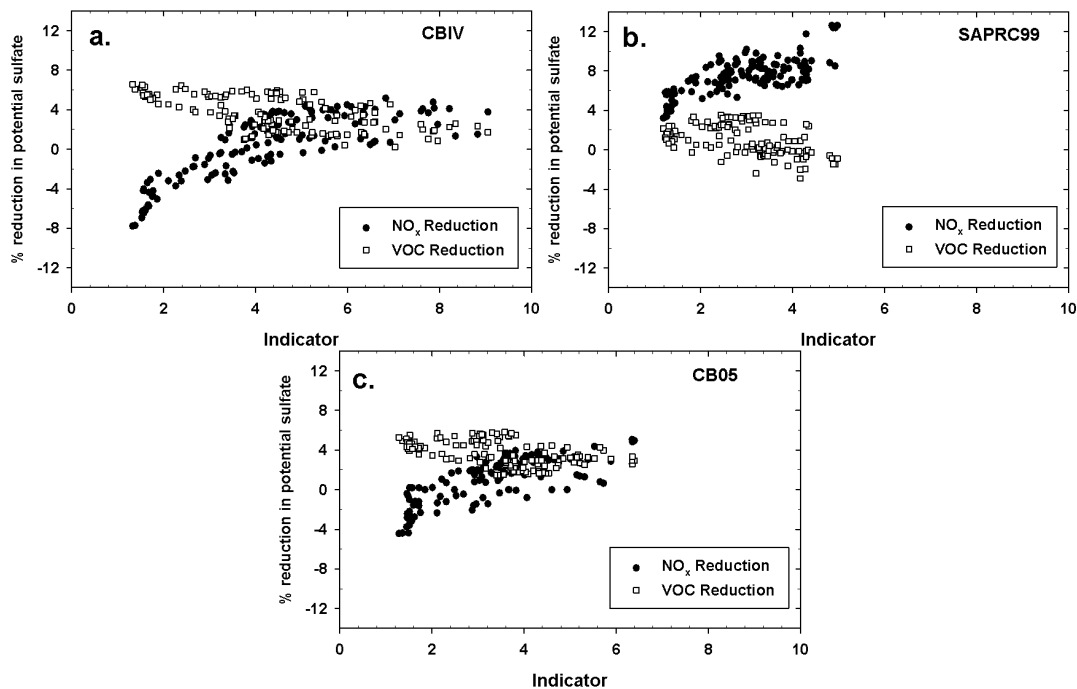 a.
CBIV
% reduction in potential sulfate
12
8
4
0
-4
-8
-12
NOx Reduction
VOC Reduction
0 2 4 6 8 10
Indicator
b.
SAPRC99
% reduction in potential sulfate
12
8
4
0
-4
-8
-12
NOx Reduction
VOC Reduction
0 2 4 6 8 10
Indicator
c.
CB05
% reduction in potential sulfate
12
8
4
0
-4
-8
-12
NOx Reduction
VOC Reduction
0 2 4 6 8 10
Indicator